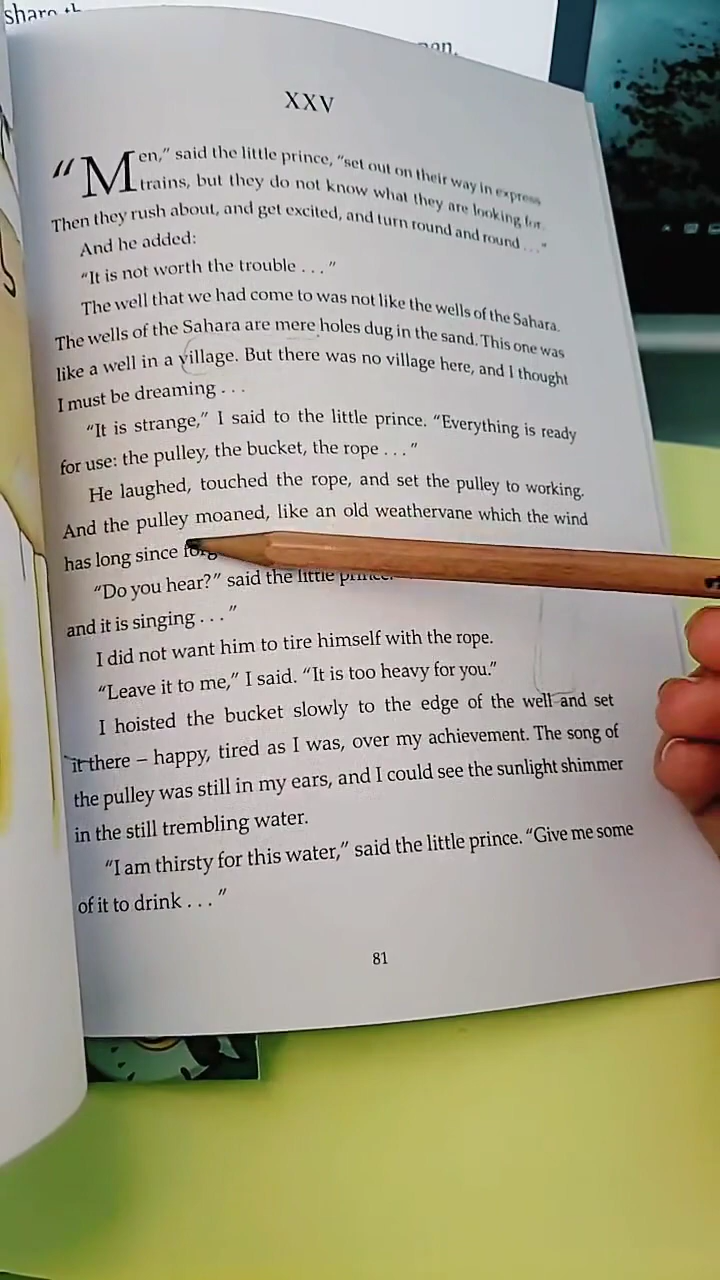 share
XXV
“Men,” said the little prince, “set out on their way in express
trains, but they do not know what they are looking for.
Then they rush about, and get excited, and turn round and round . . .”
And he added:
“It is not worth the trouble . . .”
The well that we had come to was not like the wells of the Sahara.
The wells of the Sahara are mere holes dug in the sand. This one was
like a well in a village. But there was no village here, and I thought
I must be dreaming . . .
“It is strange,” I said to the little prince. “Everything is ready
for use: the pulley, the bucket, the rope . . .”
He laughed, touched the rope, and set the pulley to working.
And the pulley moaned, like an old weathervane which the wind
has long since
“Do you hear?” said the little prince.
and it is singing . . .”
I did not want him to tire himself with the rope.
“Leave it to me,” I said. “It is too heavy for you.”
I hoisted the bucket slowly to the edge of the well and set
it there – happy, tired as I was, over my achievement. The song of
the pulley was still in my ears, and I could see the sunlight shimmer
in the still trembling water.
“I am thirsty for this water,” said the little prince. “Give me some
of it to drink . . .”
81